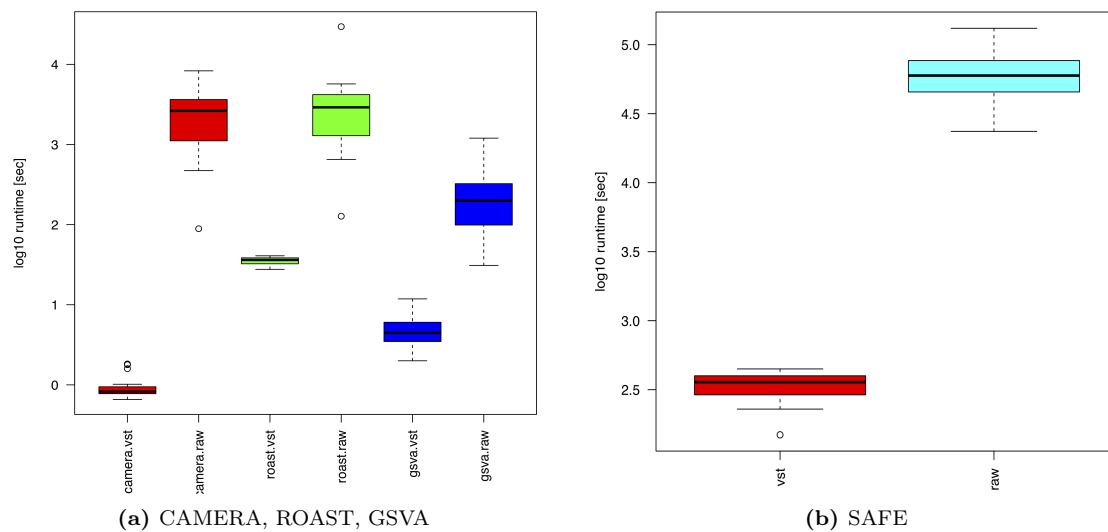 log10 runtime [sec]
4
3
2
1
0
camera.vst
camera.raw
roast.vst
roast.raw
gsva.vst
gsva.raw
(a) CAMERA, ROAST, GSVA
log10 runtime [sec]
5.0
4.5
4.0
3.5
3.0
2.5
vst
raw
(b) SAFE